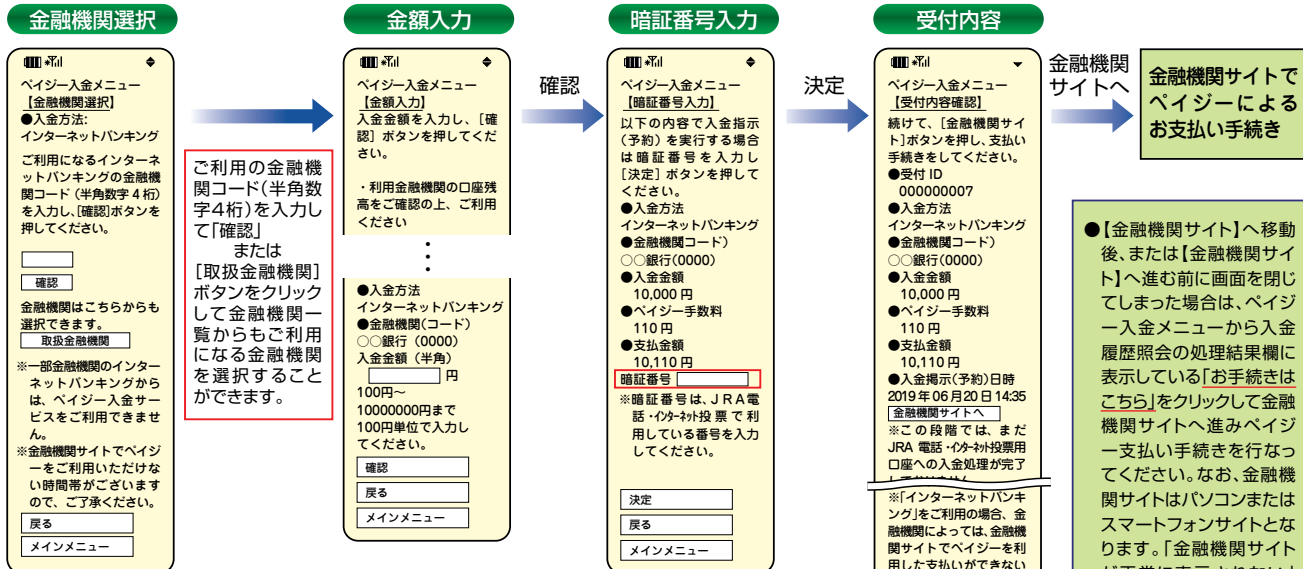 金融機関選択
ペイジー入金メニュー
【金融機関選択】
●入金方法:
インターネットバンキング
ご利用になるインターネ
ットバンキングの金融機
関コード（半角数字４桁）
を入力し、[確認]ボタンを
押してください。
確認
金融機関はこちらからも
選択できます。
取扱金融機関
※一部金融機関のインター
ネットバンキングから
は、ペイジー入金サー
ビスをご利用できませ
ん。
※金融機関サイトでペイジ
ーをご利用いただけな
い時間帯がございます
ので、ご了承ください。
戻る
メインメニュー
ご利用の金融機
関コード（半角数
字4桁）を入力し
て「確認」
または
［取扱金融機関］
ボタンをクリック
して金融機関一
覧からもご利用
になる金融機関
を選択すること
ができます。
金額入力
ペイジー入金メニュー
【金額入力】
入金金額を入力し、［確
認］ボタンを押してくだ
さい。
・利用金融機関の口座残
高をご確認の上、ご利用
ください
●入金方法
インターネットバンキング
●金融機関(コード)
○○銀行（0000）
入金金額（半角）
円
100円～
10000000円まで
100円単位で入力し
てください。
確認
戻る
メインメニュー
確認
暗証番号入力
ペイジー入金メニュー
【暗証番号入力】
以下の内容で入金指示
（予約）を実行する場合
は暗証番号を入力し
［決定］ボタンを押して
ください。
●入金方法
インターネットバンキング
●金融機関コード）
○○銀行(0000)
●入金金額
10,000 円
●ペイジー手数料
110 円
●支払金額
10,110 円
暗証番号
※暗証番号は、ＪＲＡ電
話・インターネット投票で利
用している番号を入力
してください。
決定
戻る
メインメニュー
決定
受付内容
ペイジー入金メニュー
【受付内容確認】
続けて、［金融機関サイ
ト]ボタンを押し、支払い
手続きをしてください。
●受付 ID
000000007
●入金方法
インターネットバンキング
●金融機関コード）
○○銀行(0000)
●入金金額
10,000 円
●ペイジー手数料
110 円
●支払金額
10,110 円
●入金掲示(予約)日時
2019 年 06 月 20 日 14:35
金融機関サイトへ
※この段階では、まだ
JRA 電話・インターネット投票用
口座への入金処理が完了
※「インターネットバンキ
ング」をご利用の場合、金
融機関によっては、金融機
関サイトでペイジーを利
用した支払いができない
金融機関
サイトへ
金融機関サイトで
ペイジーによる
お支払い手続き
●【金融機関サイト】へ移動
後、または【金融機関サイ
ト】へ進む前に画面を閉じ
てしまった場合は、ペイジ
ー入金メニューから入金
履歴照会の処理結果欄に
表示している「お手続きは
こちら」をクリックして金融
機関サイトへ進みペイジ
ー支払い手続きを行なっ
てください。なお、金融機
関サイトはパソコンまたは
スマートフォンサイトとな
ります。「金融機関サイト